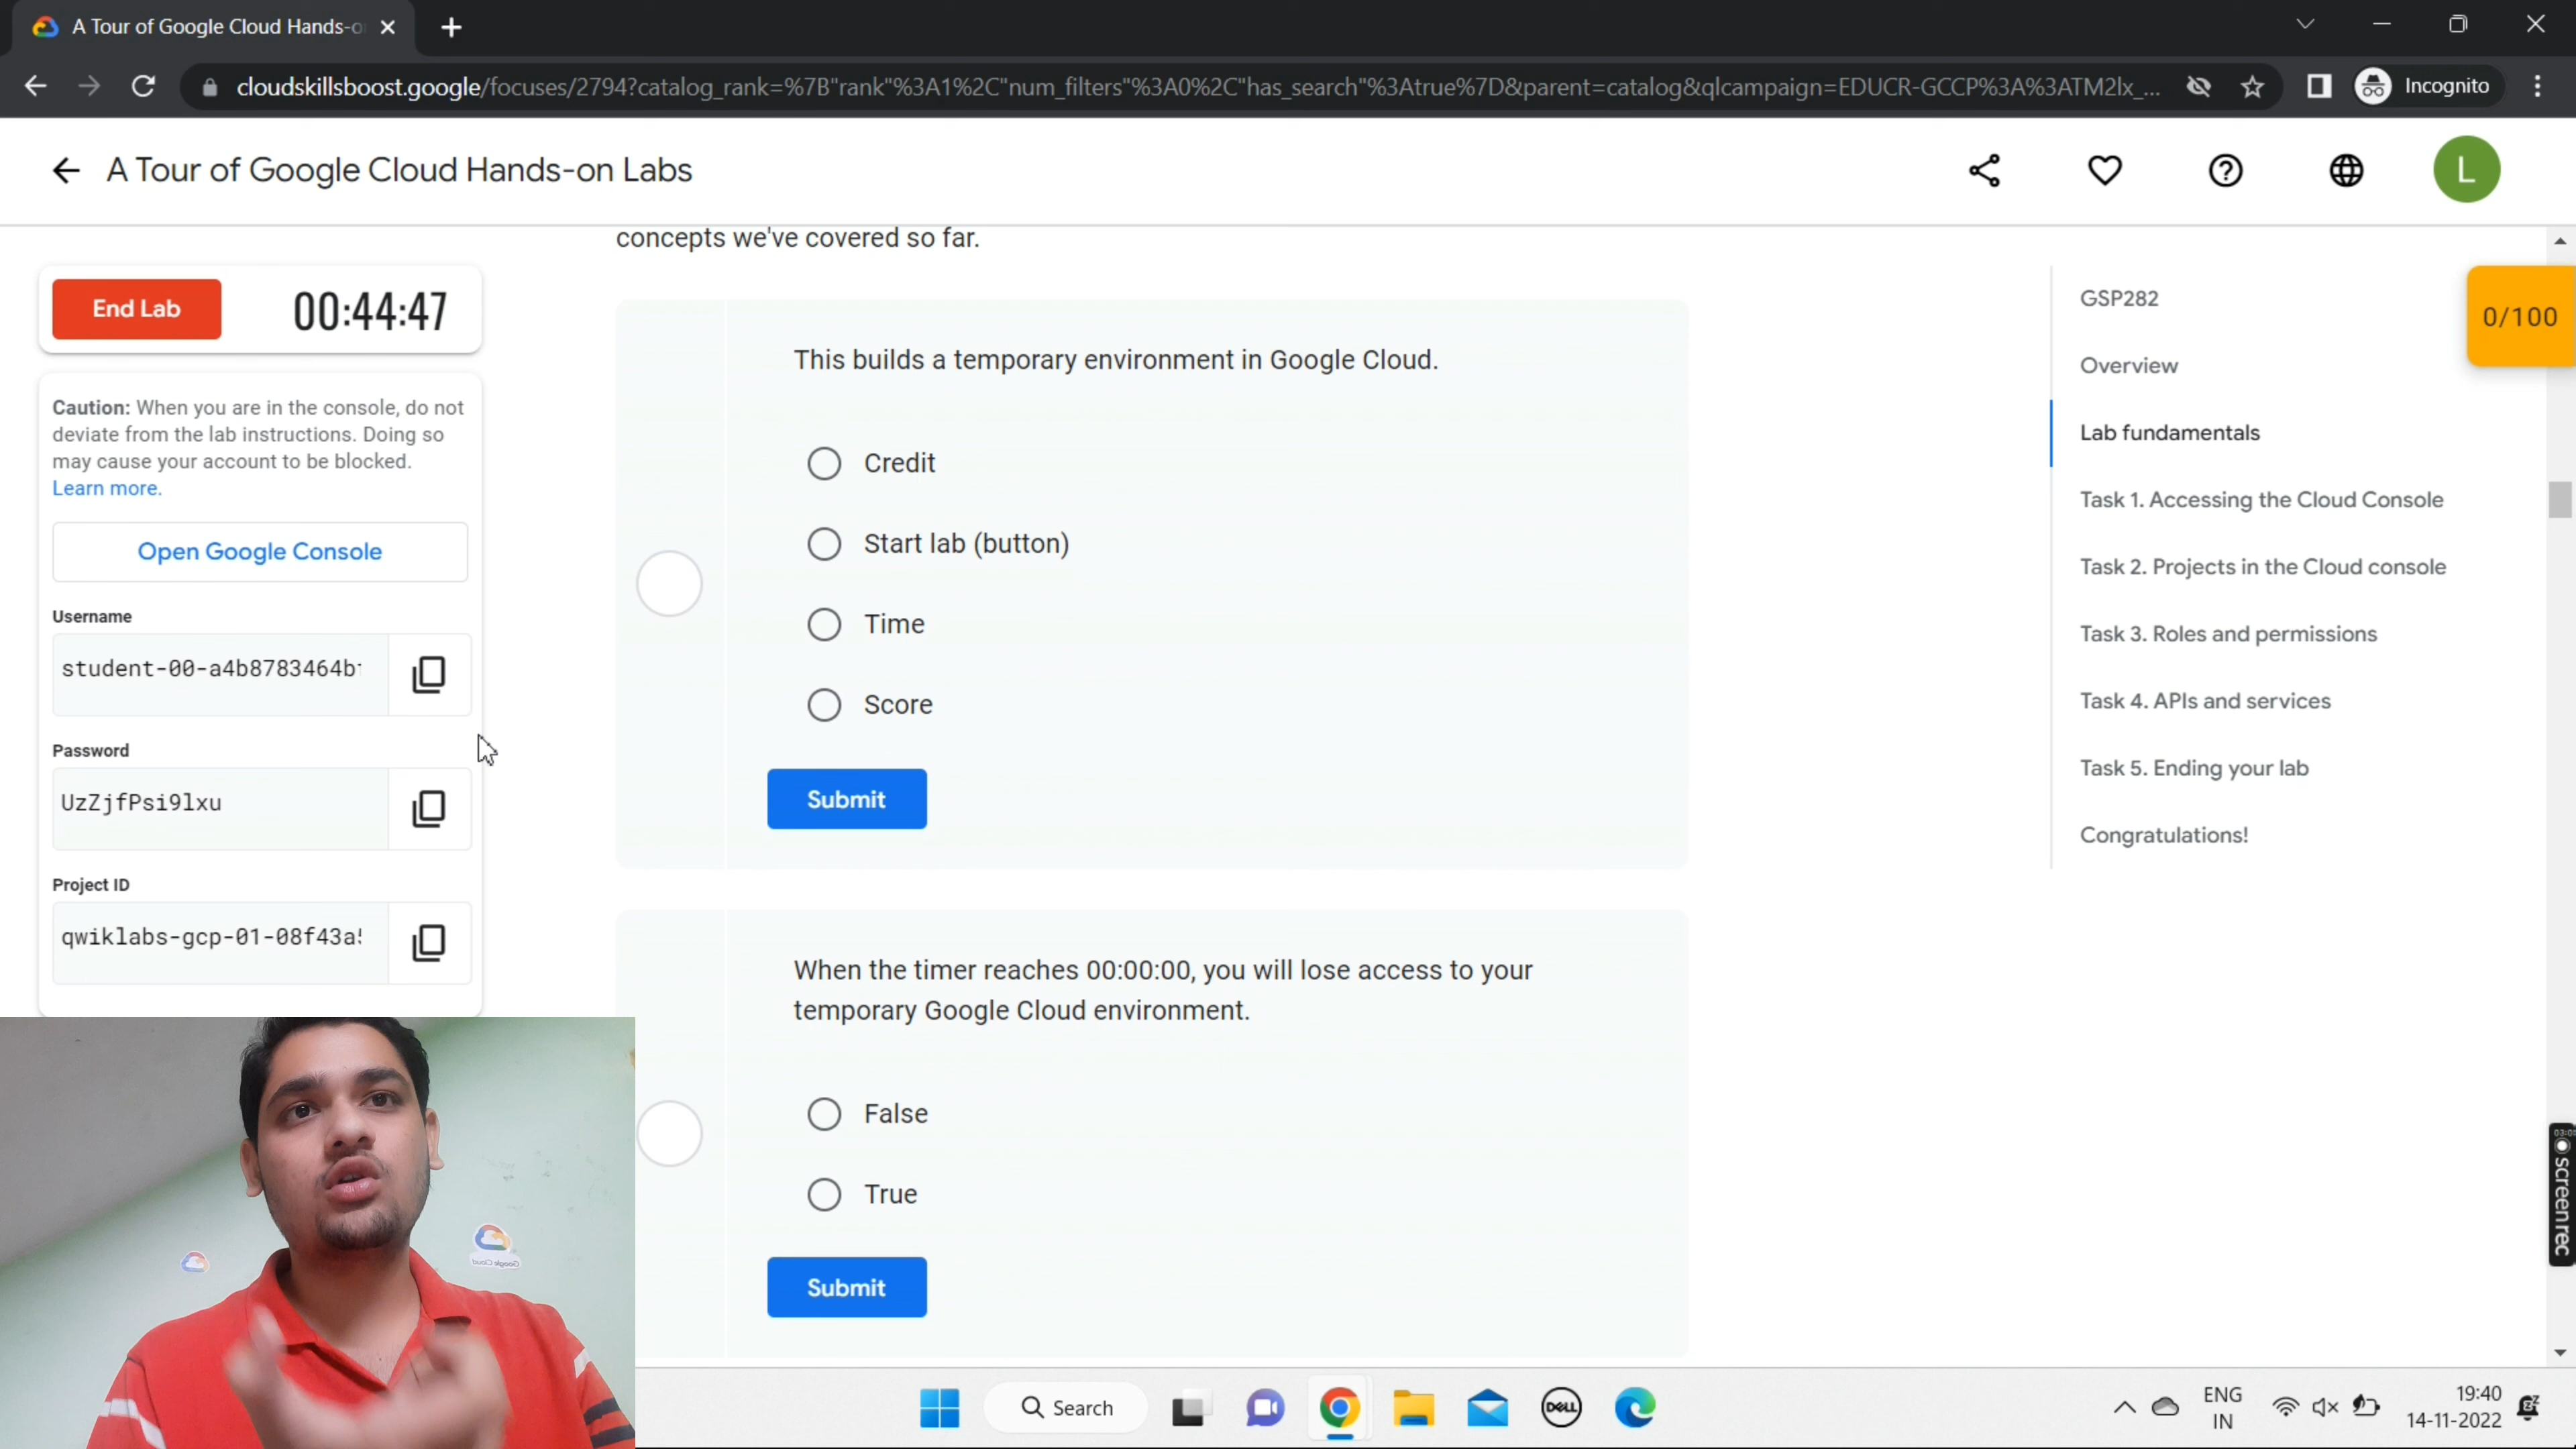 A Tour of Google Cloud Hands-o
cloudskillsboost.google/focuses/2794?catalog_rank=%7B"rank"%3A1%2C"num_filters"%3A0%2C"has_search"%3Atrue%7D&parent=catalog&qlcampaign=EDUCR-GCCP%3A%3ATM2lx_...
Incognito
A Tour of Google Cloud Hands-on Labs
L
End Lab
00:44:47
Caution: When you are in the console, do not
deviate from the lab instructions. Doing so
may cause your account to be blocked.
Learn more.
Open Google Console
Username
student-00-a4b8783464b
Password
UzZjfPsi9lxu
Project ID
qwiklabs-gcp-01-08f43a
concepts we've covered so far.
This builds a temporary environment in Google Cloud.
Credit
Start lab (button)
Time
Score
Submit
When the timer reaches 00:00:00, you will lose access to your
temporary Google Cloud environment.
False
True
Submit
GSP282
Overview
Lab fundamentals
Task 1. Accessing the Cloud Console
Task 2. Projects in the Cloud console
Task 3. Roles and permissions
Task 4. APIs and services
Task 5. Ending your lab
Congratulations!
0/100
screenrec
Google Cloud
Search
DELL
ENG
IN
19:40
14-11-2022